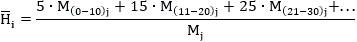 H̅ᵢ = (5 · M₍₀₋₁₀₎ⱼ + 15 · M₍₁₁₋₂₀₎ⱼ + 25 · M₍₂₁₋₃₀₎ⱼ+...) / Mⱼ